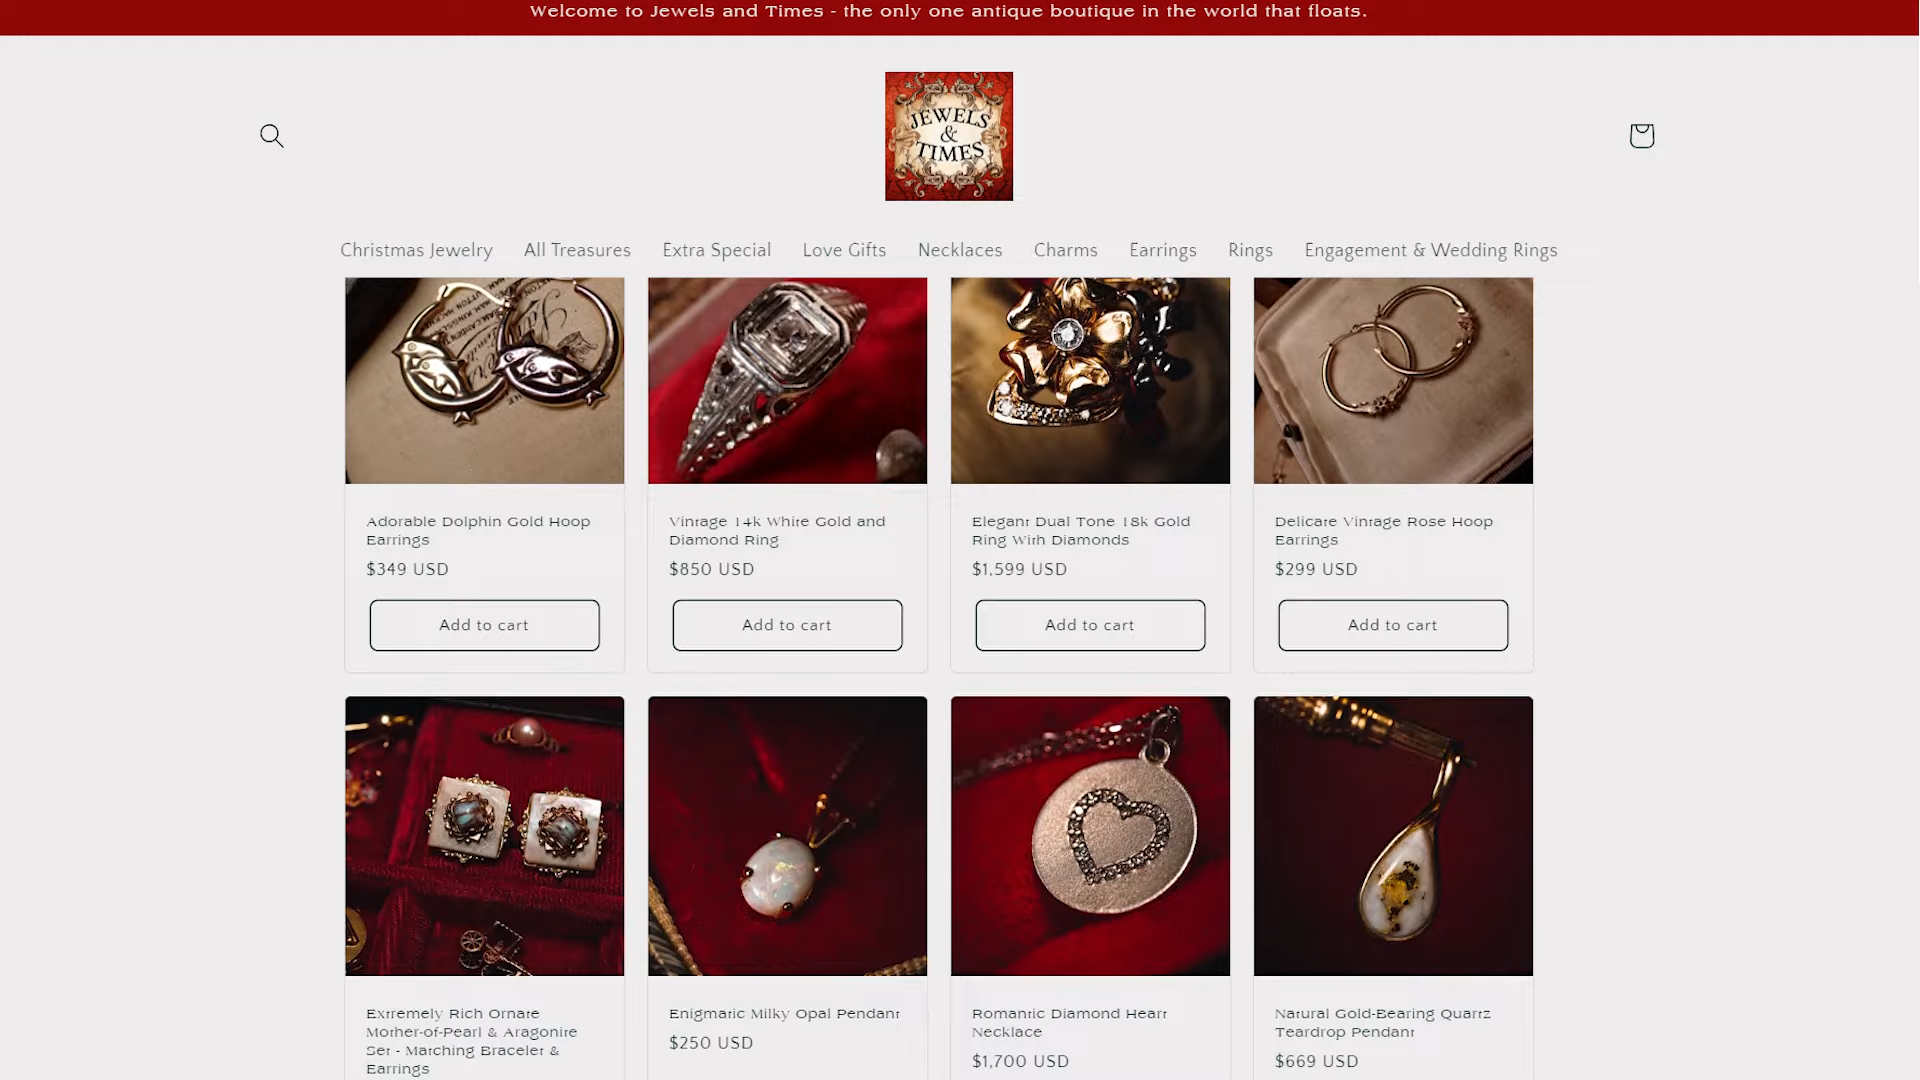 Welcome to Jewels and Times - the only one antique boutique in the world that floats.
JEWELS
&
TIMES
Christmas Jewelry All Treasures Extra Special Love Gifts Necklaces Charms Earrings Rings Engagement & Wedding Rings
Adorable Dolphin Gold Hoop
Earrings
$349 USD
Add to cart
Vintage 14k White Gold and
Diamond Ring
$850 USD
Add to cart
Elegant Dual Tone 18k Gold
Ring With Diamonds
$1,599 USD
Add to cart
Delicate Vintage Rose Hoop
Earrings
$299 USD
Add to cart
Extremely Rich Ornate
Mother-of-Pearl & Aragonite
Set - Matching Bracelet &
Earrings
Enigmatic Milky Opal Pendant
$250 USD
Romantic Diamond Heart
Necklace
$1,700 USD
Natural Gold-Bearing Quartz
Teardrop Pendant
$669 USD